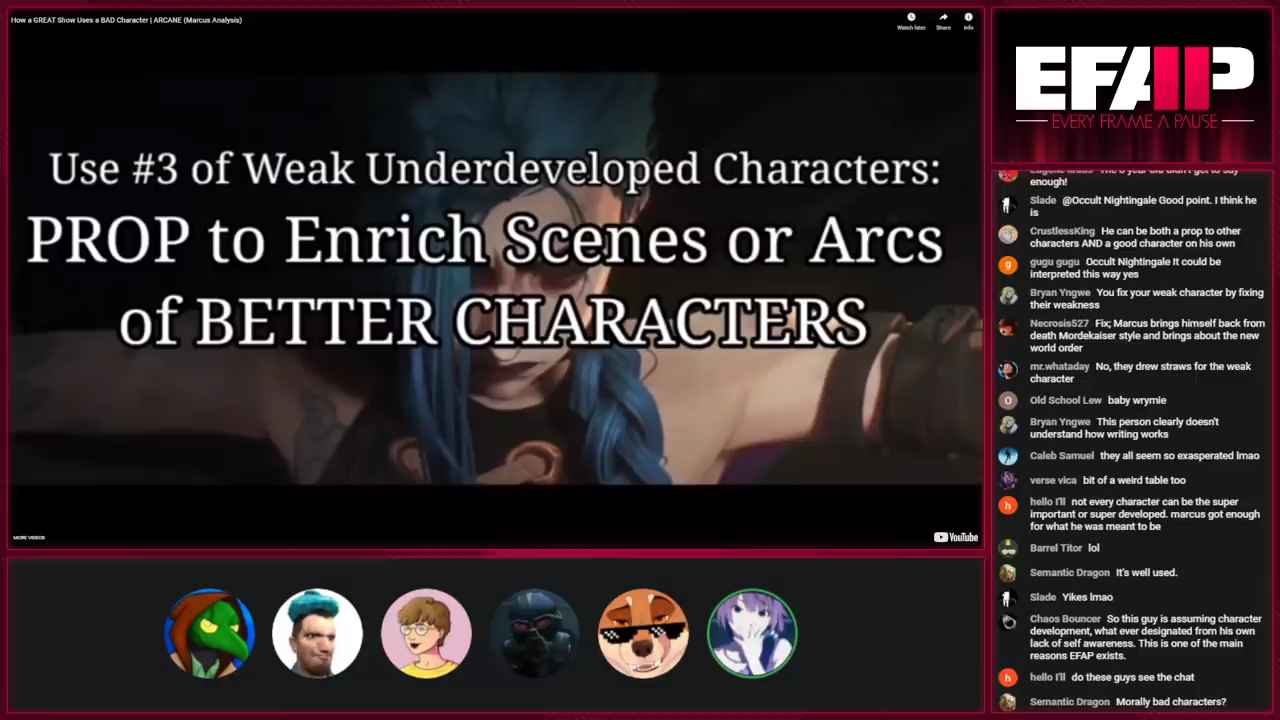 How a GREAT Show Uses a BAD Character | ARCANE (Marcus Analysis)
Watch later
Share
Info
Use #3 of Weak Underdeveloped Characters:
PROP to Enrich Scenes or Arcs
of BETTER CHARACTERS
MORE VIDEOS
YouTube
EFAP
EVERY FRAME A PAUSE
enough!
Slade @Occult Nightingale Good point. I think he
is
CrustlessKing He can be both a prop to other
characters AND a good character on his own
g
gugu gugu Occult Nightingale It could be
interpreted this way yes
Bryan Yngwe You fix your weak character by fixing
their weakness
Necrosis527 Fix; Marcus brings himself back from
death Mordekaiser style and brings about the new
world order
mr.whataday No, they drew straws for the weak
character
O
Old School Lew baby wrymie
Bryan Yngwe This person clearly doesn't
understand how writing works
Caleb Samuel they all seem so exasperated lmao
verse vica bit of a weird table too
h
hello I'll not every character can be the super
important or super developed. marcus got enough
for what he was meant to be
Barrel Titor lol
Semantic Dragon It's well used.
Slade Yikes lmao
Chaos Bouncer So this guy is assuming character
development, what ever designated from his own
lack of self awareness. This is one of the main
reasons EFAP exists.
h
hello I'll do these guys see the chat
Semantic Dragon Morally bad characters?